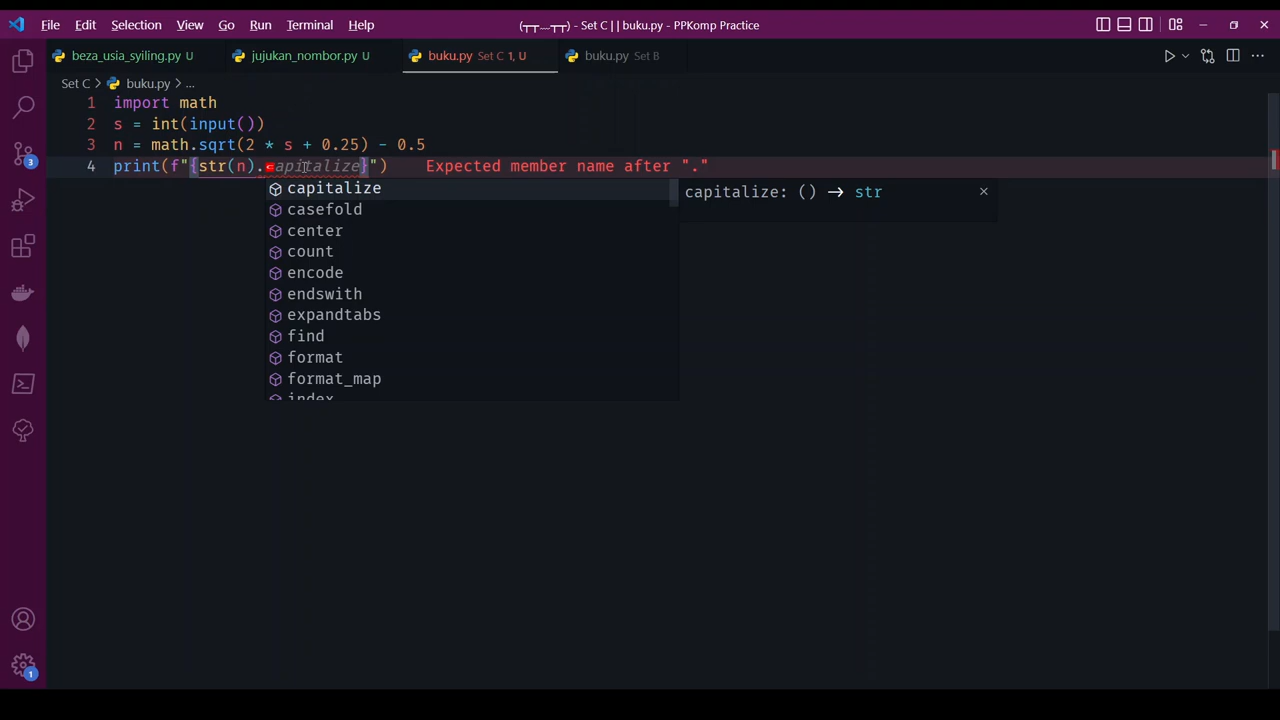 File Edit Selection View Go Run Terminal Help (┬┬﹏┬┬) - Set C || buku.py - PPKomp Practice
beza_usia_syiling.py U jujukan_nombor.py U buku.py Set C 1, U buku.py Set B
Set C > buku.py > ...
1 import math
2 s = int(input())
3 n = math.sqrt(2 * s + 0.25) - 0.5
4 print(f"{str(n).capitalize}") Expected member name after "."
capitalize
capitalize: () → str
casefold
center
count
encode
endswith
expandtabs
find
format
format_map
index
3
1